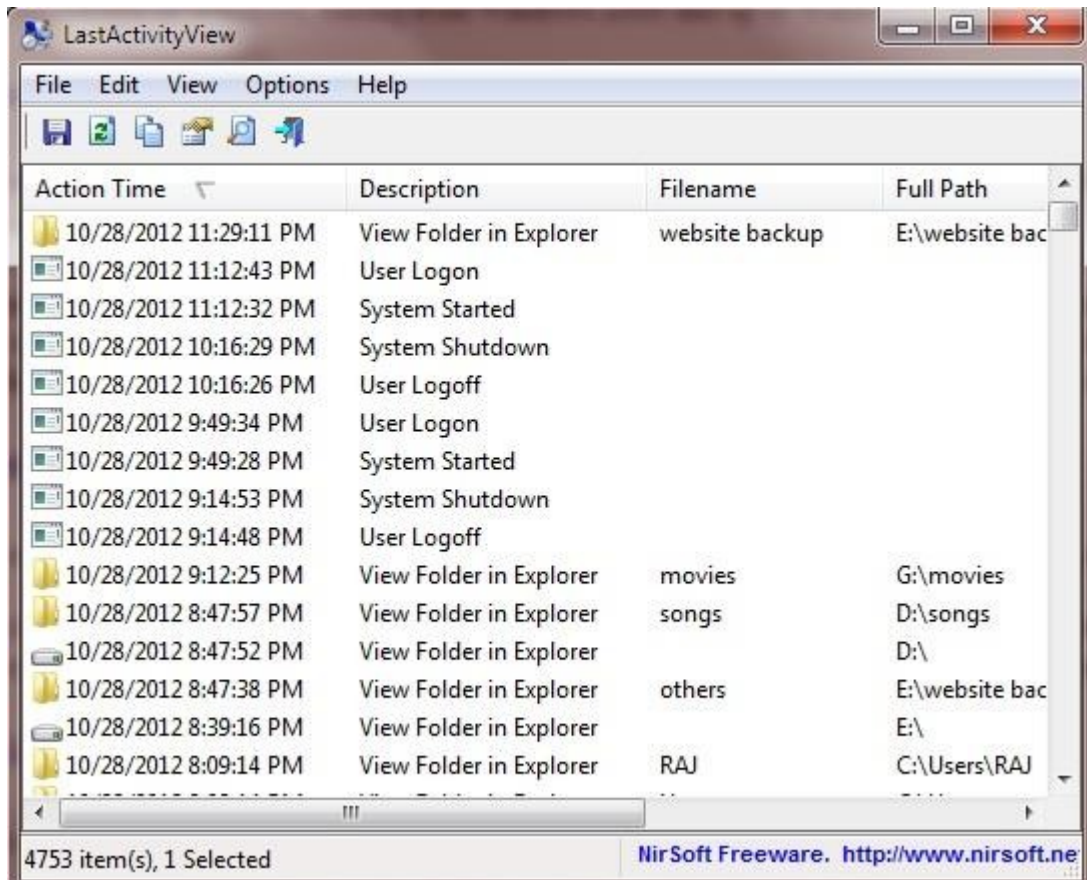 LastActivityView
File Edit View Options Help
Action Time Description Filename Full Path
10/28/2012 11:29:11 PM View Folder in Explorer website backup E:\website bac
10/28/2012 11:12:43 PM User Logon
10/28/2012 11:12:32 PM System Started
10/28/2012 10:16:29 PM System Shutdown
10/28/2012 10:16:26 PM User Logoff
10/28/2012 9:49:34 PM User Logon
10/28/2012 9:49:28 PM System Started
10/28/2012 9:14:53 PM System Shutdown
10/28/2012 9:14:48 PM User Logoff
10/28/2012 9:12:25 PM View Folder in Explorer movies G:\movies
10/28/2012 8:47:57 PM View Folder in Explorer songs D:\songs
10/28/2012 8:47:52 PM View Folder in Explorer D:\
10/28/2012 8:47:38 PM View Folder in Explorer others E:\website bac
10/28/2012 8:39:16 PM View Folder in Explorer E:\
10/28/2012 8:09:14 PM View Folder in Explorer RAJ C:\Users\RAJ
4753 item(s), 1 Selected NirSoft Freeware. http://www.nirsoft.ne